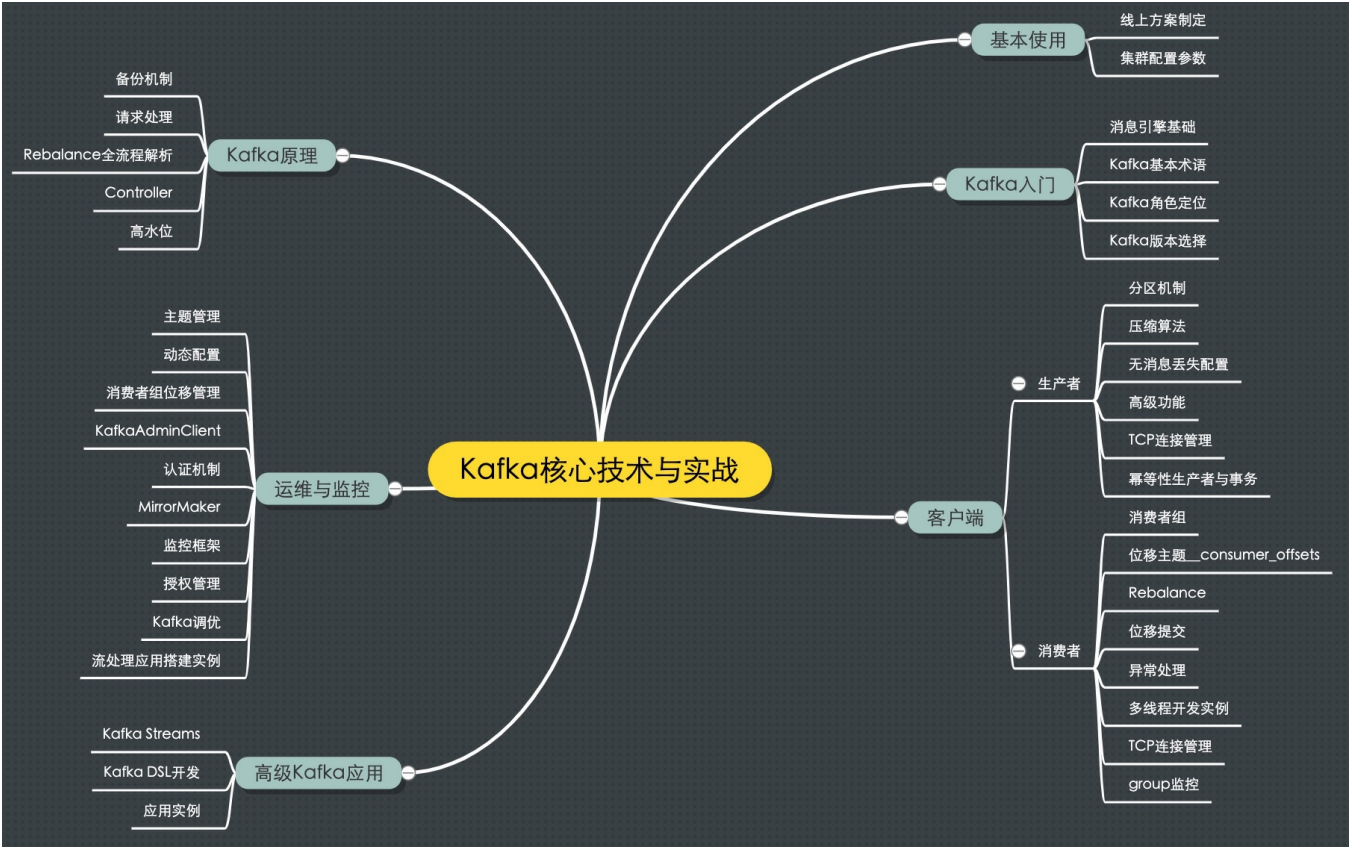 Kafka核心技术与实战
基本使用
线上方案制定
集群配置参数
Kafka入门
消息引擎基础
Kafka基本术语
Kafka角色定位
Kafka版本选择
客户端
生产者
分区机制
压缩算法
无消息丢失配置
高级功能
TCP连接管理
幂等性生产者与事务
消费者
消费者组
位移主题__consumer_offsets
Rebalance
位移提交
异常处理
多线程开发实例
TCP连接管理
group监控
Kafka原理
备份机制
请求处理
Rebalance全流程解析
Controller
高水位
运维与监控
主题管理
动态配置
消费者组位移管理
KafkaAdminClient
认证机制
MirrorMaker
监控框架
授权管理
Kafka调优
流处理应用搭建实例
高级Kafka应用
Kafka Streams
Kafka DSL开发
应用实例